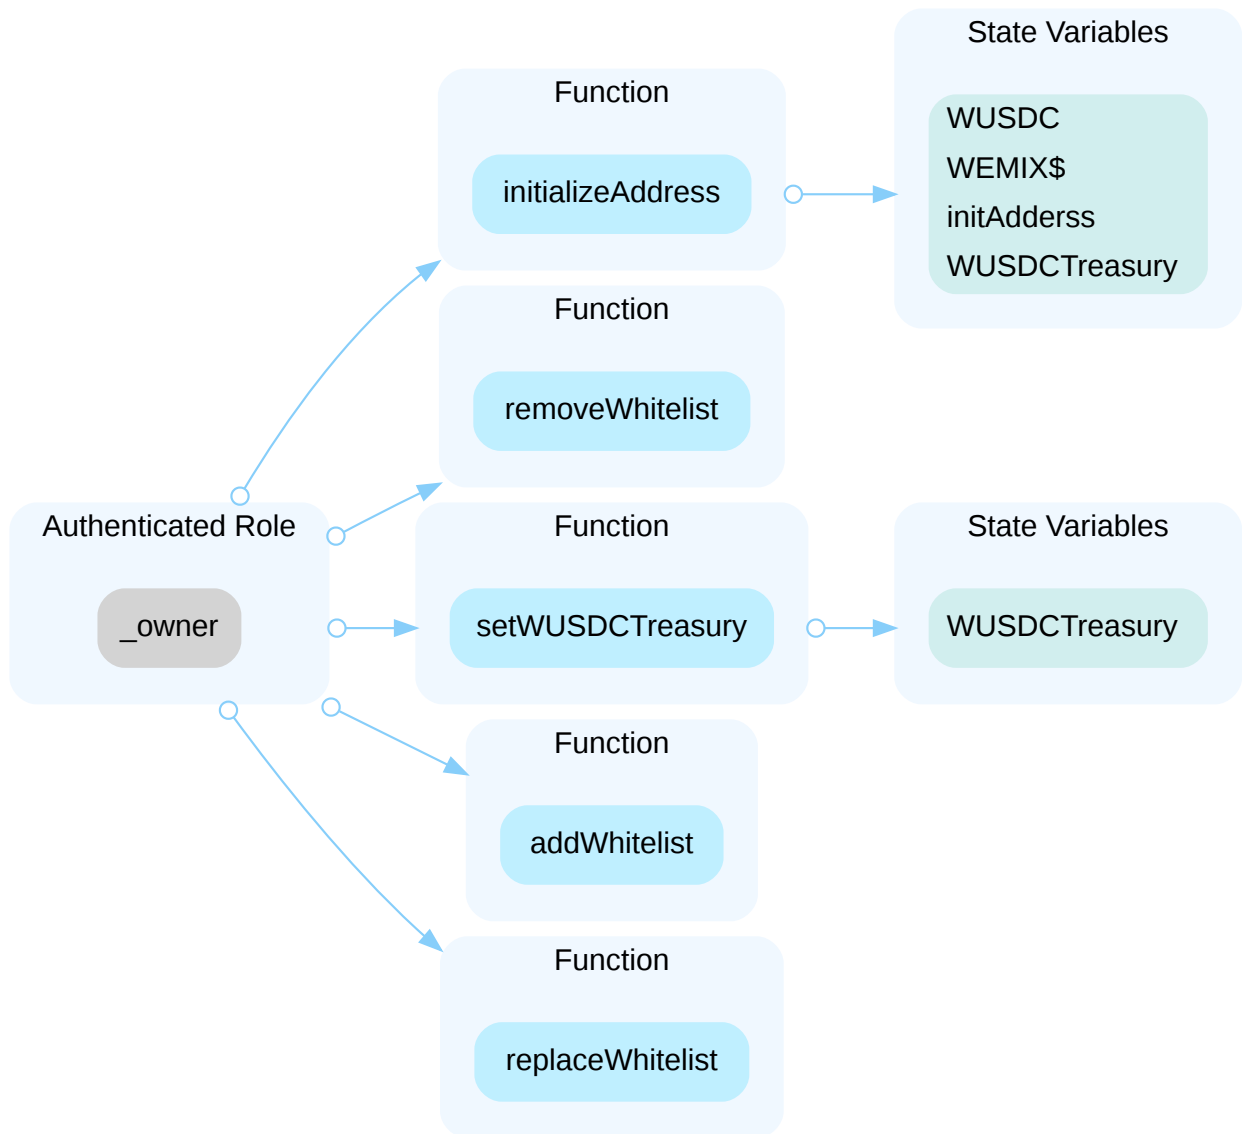 State Variables
WUSDC
WEMIX$
initAdderss
WUSDCTreasury
Function
initializeAddress
Function
removeWhitelist
Authenticated Role
_owner
Function
setWUSDCTreasury
State Variables
WUSDCTreasury
Function
addWhitelist
Function
replaceWhitelist